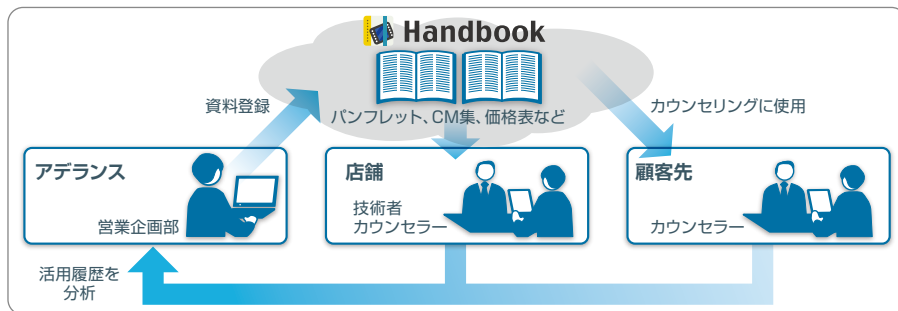 Handbook
パンフレット、CM集、価格表など
資料登録
カウンセリングに使用
アデランス
営業企画部
店舗
技術者
カウンセラー
顧客先
カウンセラー
活用履歴を
分析